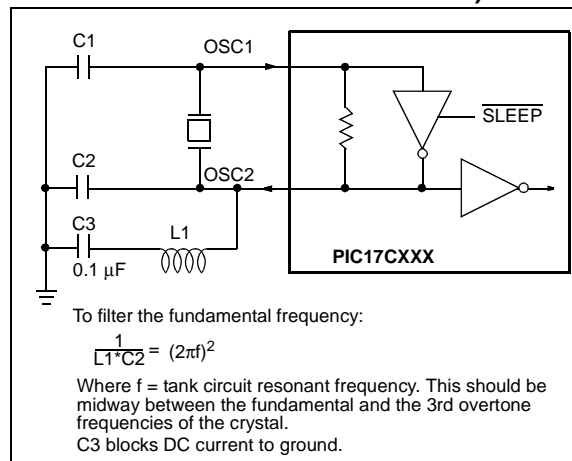 C1
OSC1
SLEEP
C2
OSC2
C3
L1
0.1 μF
PIC17CXXX
To filter the fundamental frequency:
1
L1*C2 = (2πf)2
Where f = tank circuit resonant frequency. This should be
midway between the fundamental and the 3rd overtone
frequencies of the crystal.
C3 blocks DC current to ground.